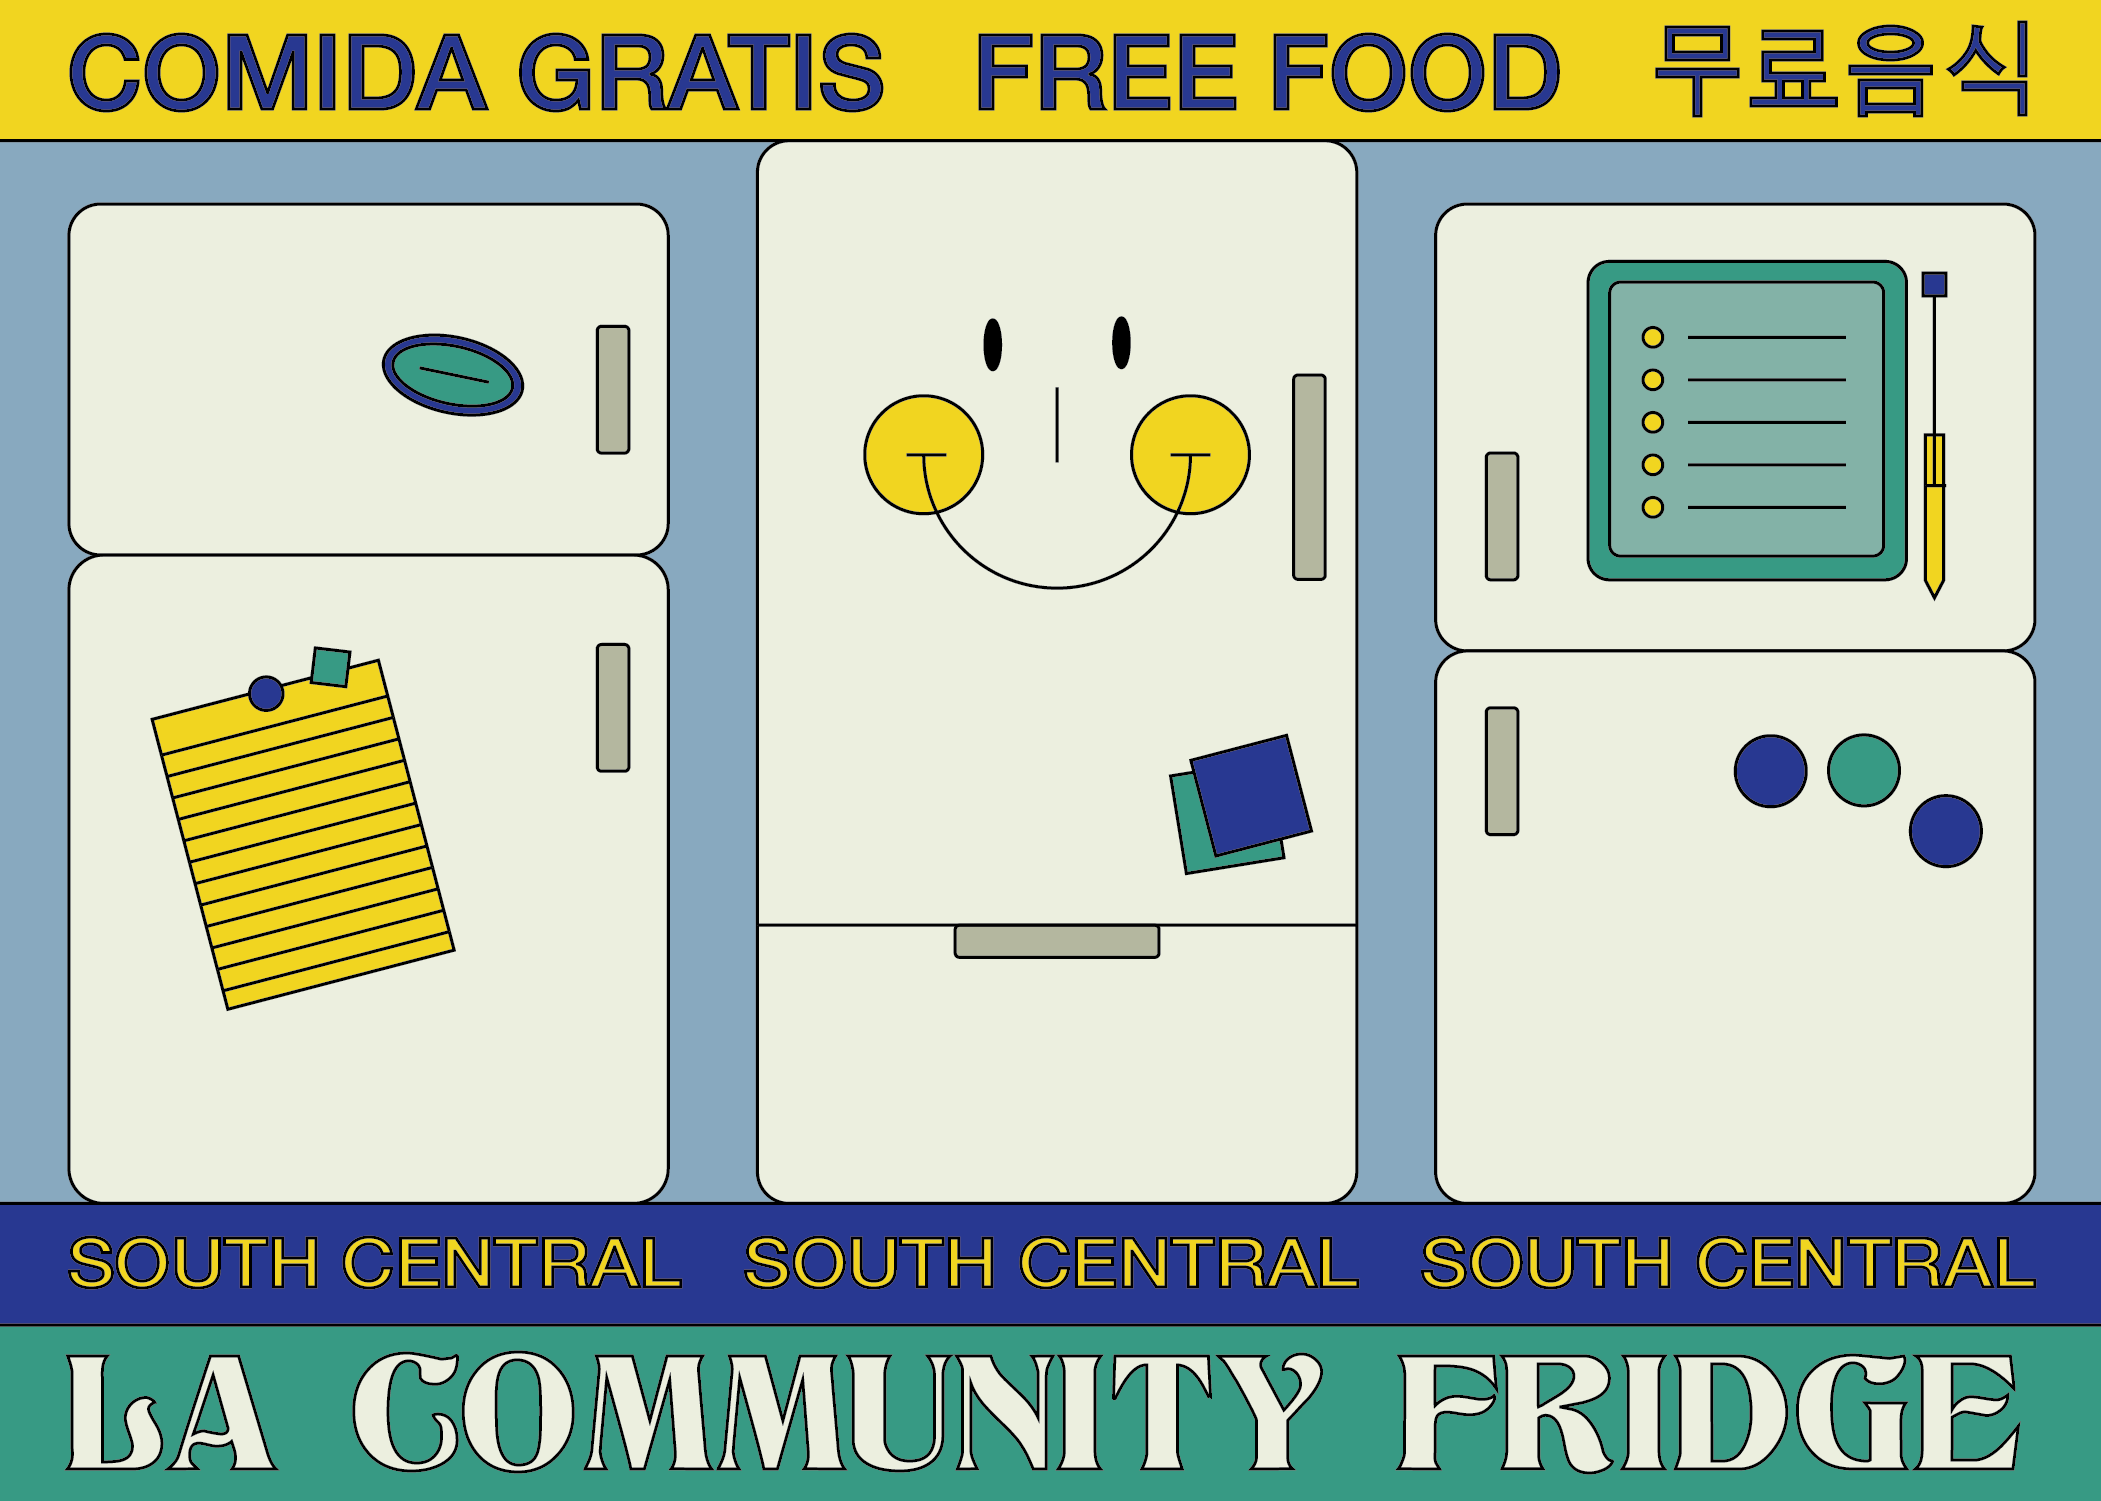 COMIDA GRATIS FREE FOOD 무료음식
SOUTH CENTRAL SOUTH CENTRAL SOUTH CENTRAL
LA COMMUNITY FRIDGE